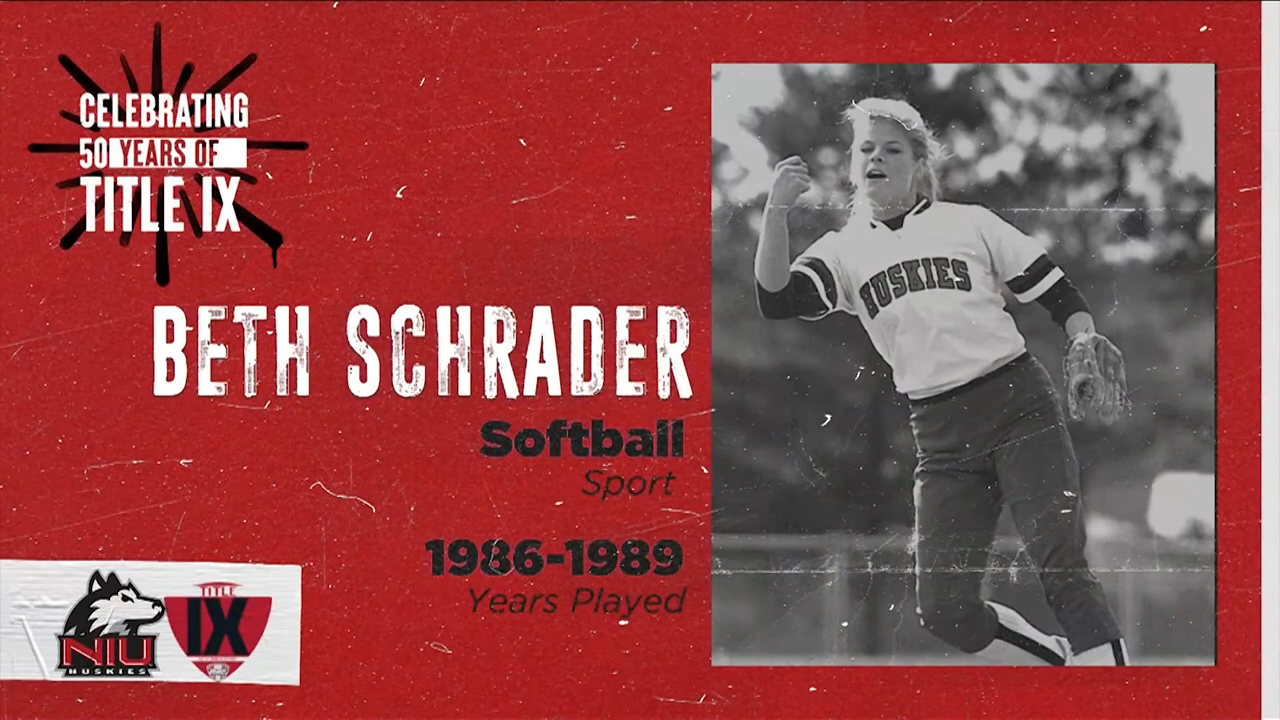 CELEBRATING
50 YEARS OF
TITLE IX
BETH SCHRADER
Softball
Sport
1986-1989
Years Played
HUSKIES
NIU
HUSKIES
TITLE
IX